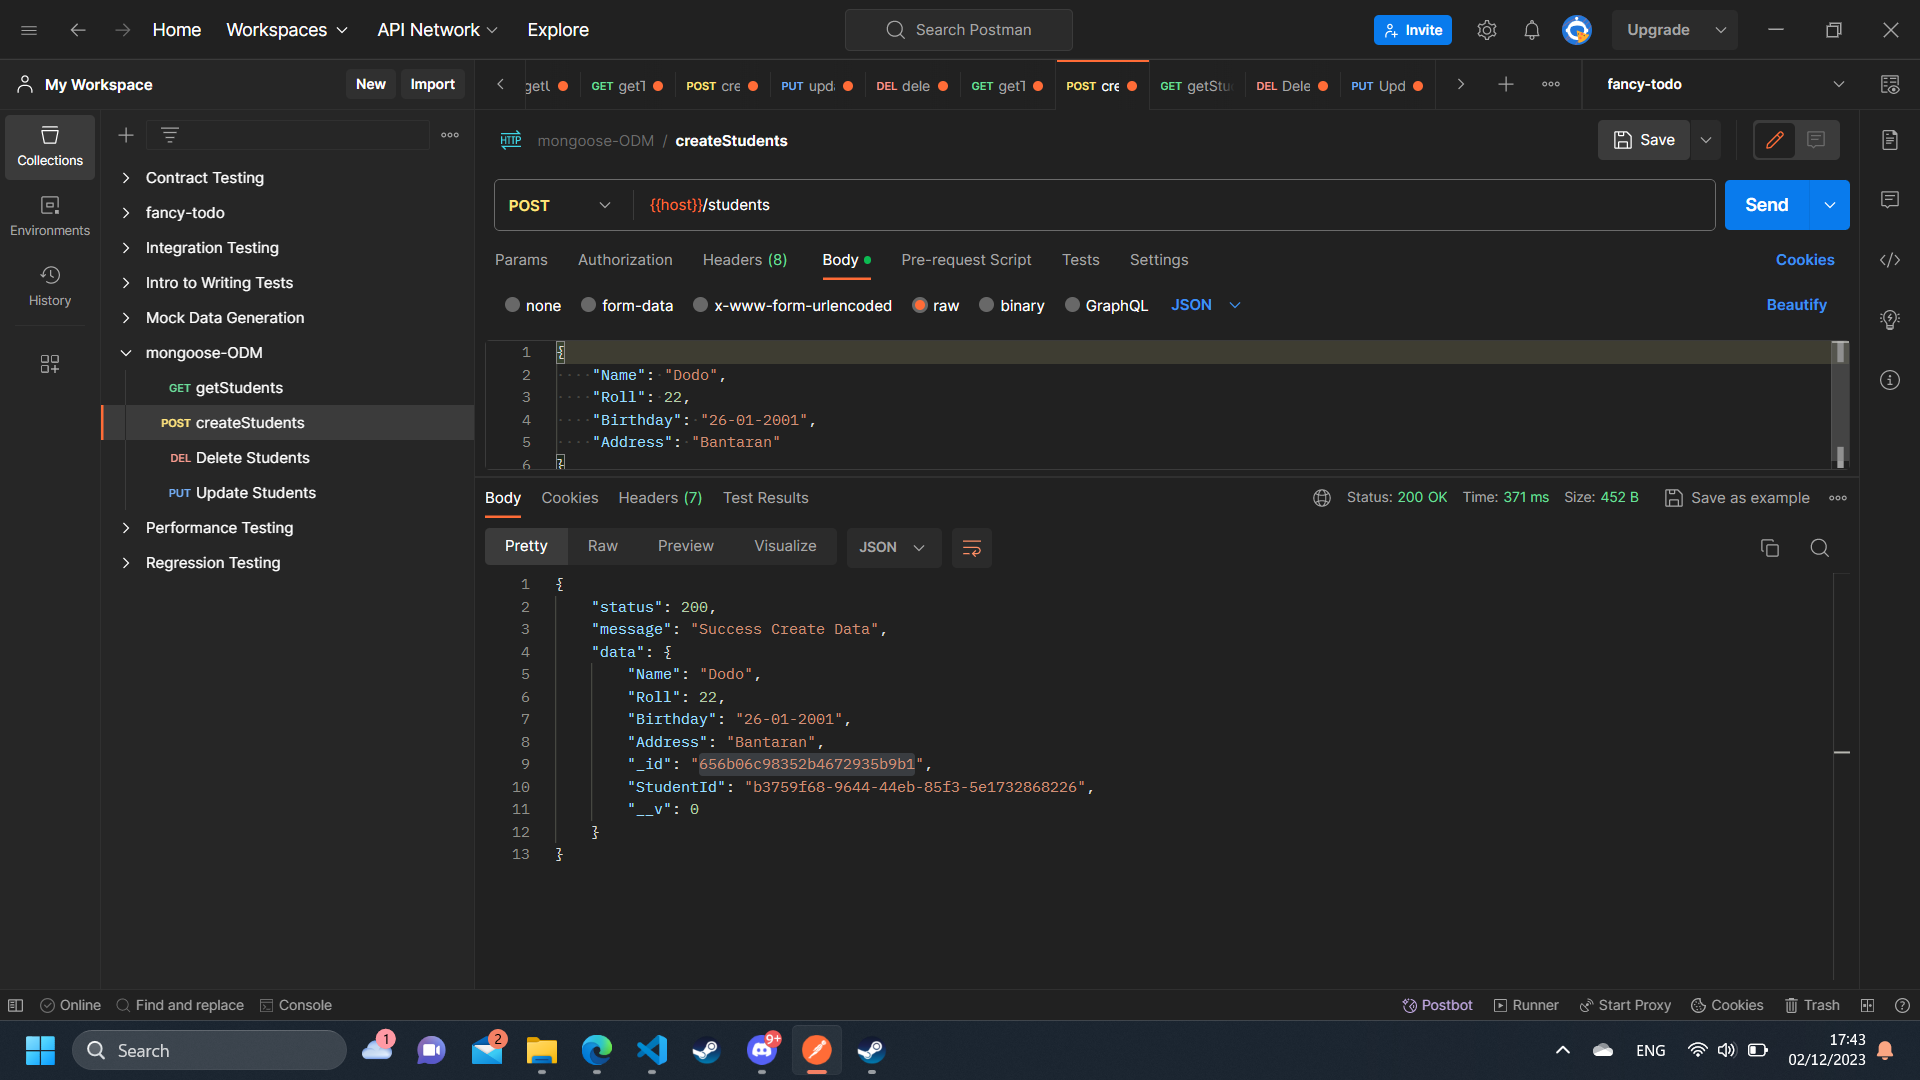 Home Workspaces API Network Explore Search Postman Invite Upgrade
My Workspace New Import getU GET getT POST cre PUT upda DEL dele GET getT POST cre GET getStu DEL Dele PUT Upd fancy-todo
Collections
Environments
History
Contract Testing
fancy-todo
Integration Testing
Intro to Writing Tests
Mock Data Generation
mongoose-ODM
GET getStudents
POST createStudents
DEL Delete Students
PUT Update Students
Performance Testing
Regression Testing
HTTP mongoose-ODM / createStudents Save
POST {{host}}/students Send
Params Authorization Headers (8) Body Pre-request Script Tests Settings Cookies
none form-data x-www-form-urlencoded raw binary GraphQL JSON Beautify
1 {
2 "Name": "Dodo",
3 "Roll": 22,
4 "Birthday": "26-01-2001",
5 "Address": "Bantaran"
6 }
Body Cookies Headers (7) Test Results Status: 200 OK Time: 371 ms Size: 452 B Save as example
Pretty Raw Preview Visualize JSON
1 {
2 "status": 200,
3 "message": "Success Create Data",
4 "data": {
5 "Name": "Dodo",
6 "Roll": 22,
7 "Birthday": "26-01-2001",
8 "Address": "Bantaran",
9 "_id": "656b06c98352b4672935b9b1",
10 "StudentId": "b3759f68-9644-44eb-85f3-5e1732868226",
11 "__v": 0
12 }
13 }
Online Find and replace Console Postbot Runner Start Proxy Cookies Trash
Search 1 2 9+ ENG 17:43
02/12/2023